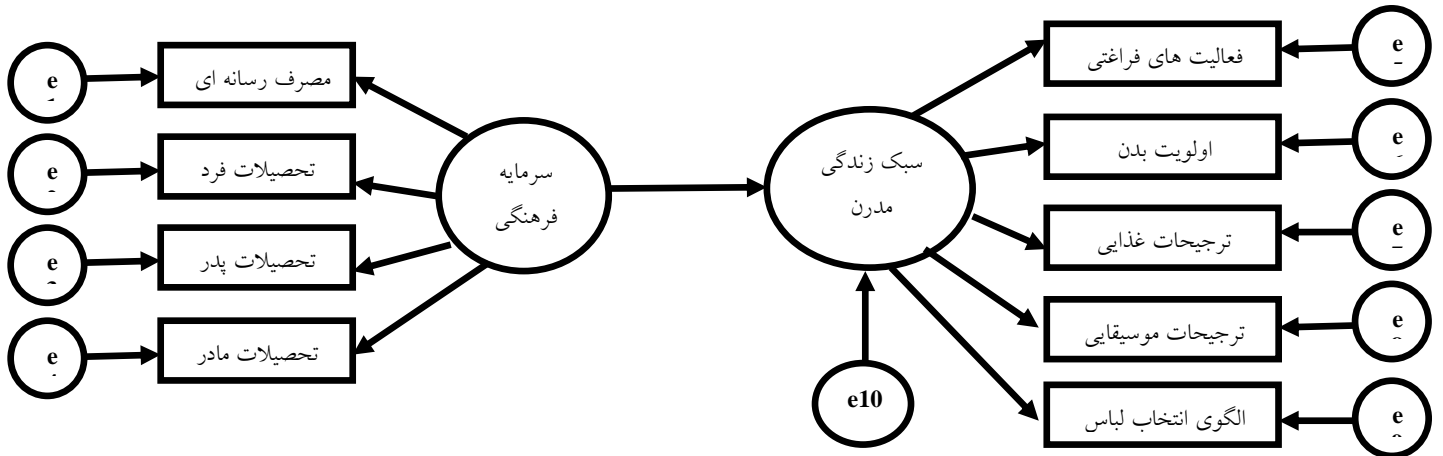 مصرف رسانه ای
تحصیلات فرد
تحصیلات پدر
تحصیلات مادر
سرمایه
فرهنگی
سبک زندگی
مدرن
فعالیت های فراغتی
اولویت بدن
ترجیحات غذایی
ترجیحات موسیقایی
الگوی انتخاب لباس
e
e
e
e
e10
e
e
e
e
e